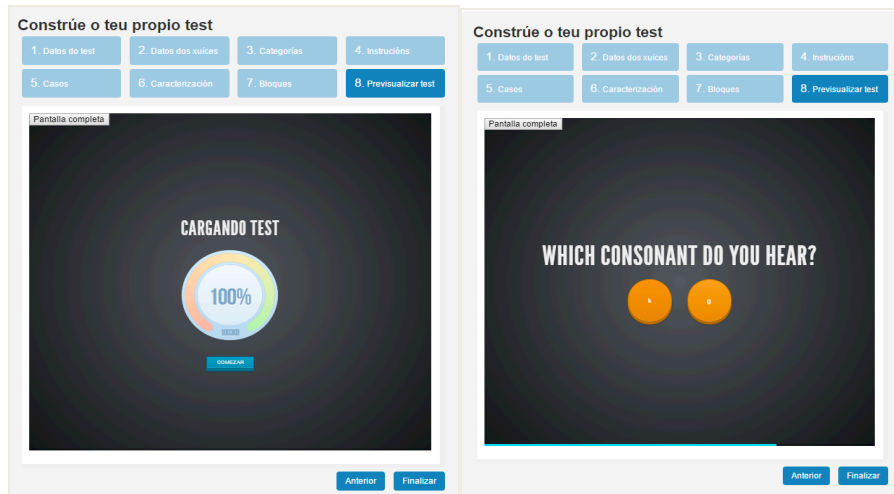 Constrúe o teu propio test
1. Datos do test
2. Datos dos xuíces
3. Categorías
4. Instrucións
5. Casos
6. Caracterización
7. Bloques
8. Previsualizar test
Pantalla completa
CARGANDO TEST
100%
COMEZAR
Anterior
Finalizar
Constrúe o teu propio test
1. Datos do test
2. Datos dos xuíces
3. Categorías
4. Instrucións
5. Casos
6. Caracterización
7. Bloques
8. Previsualizar test
Pantalla completa
WHICH CONSONANT DO YOU HEAR?
k
g
Anterior
Finalizar